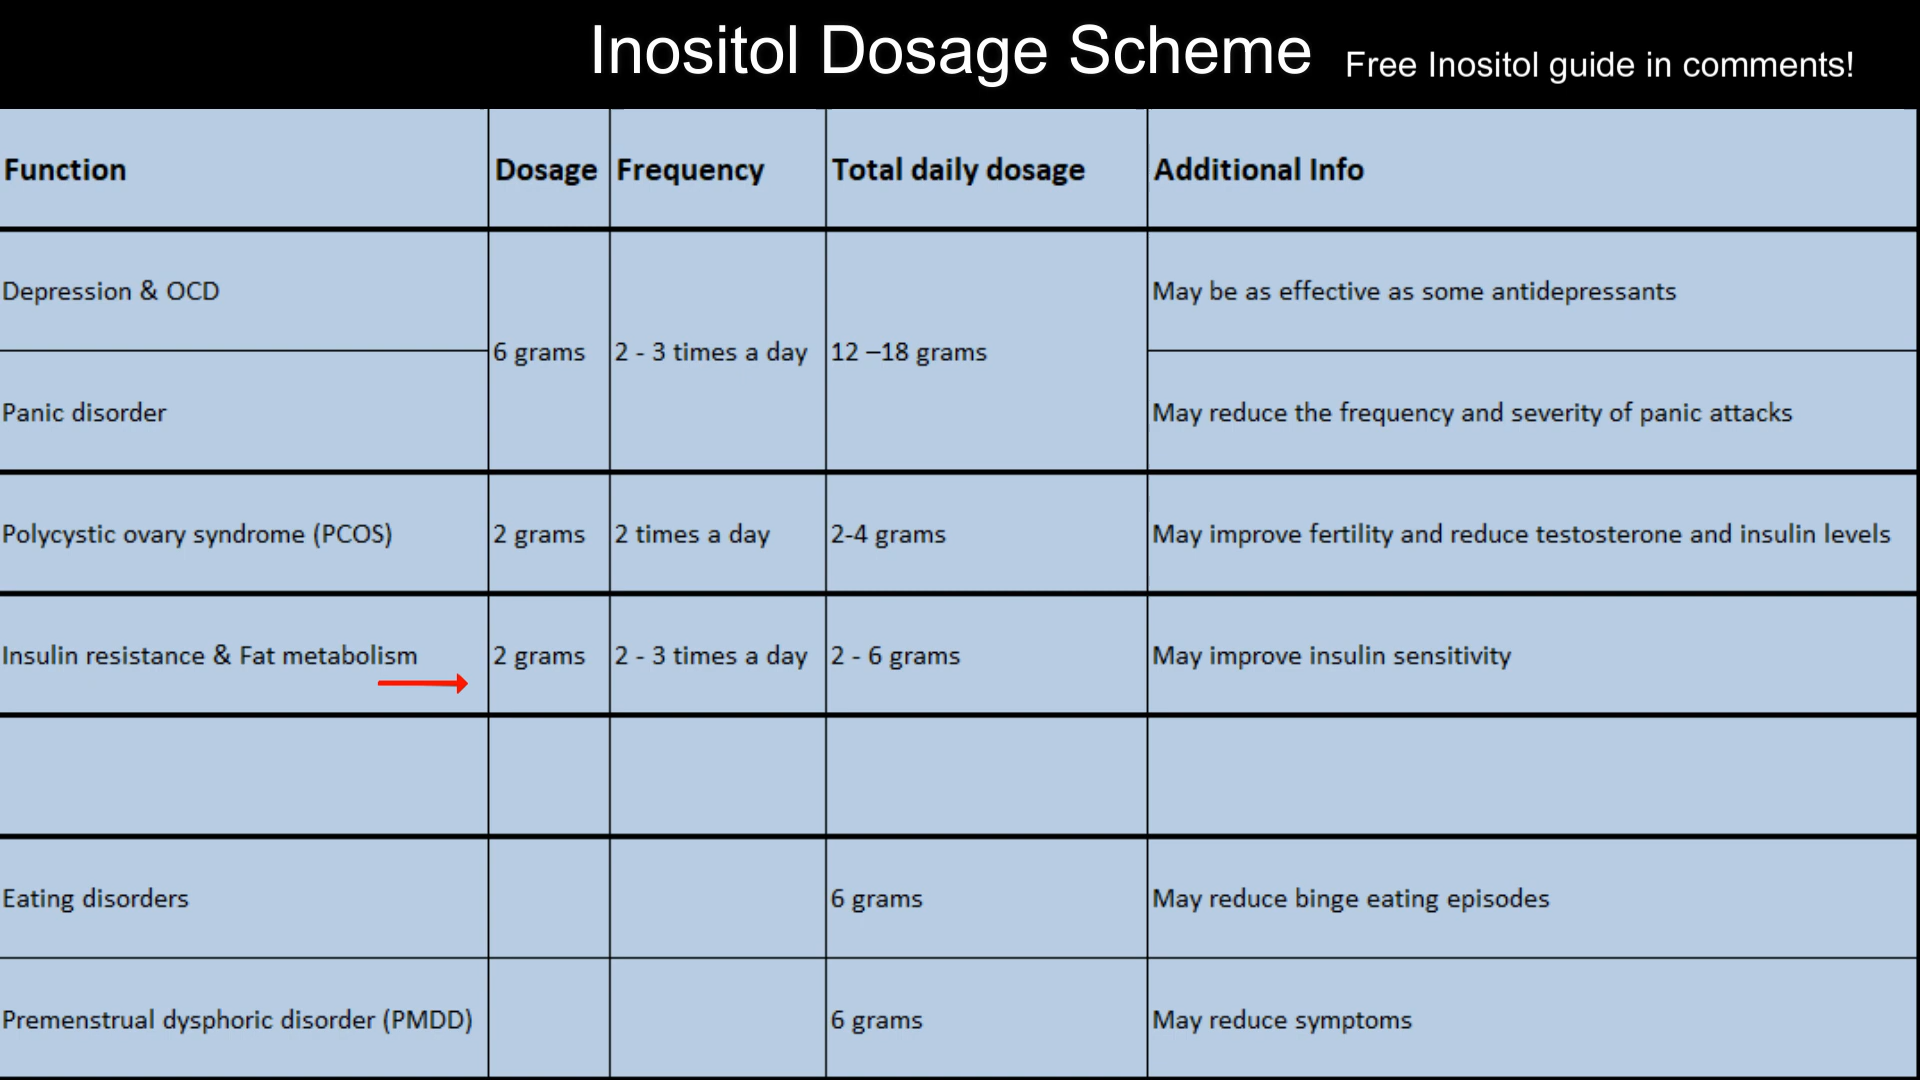 Inositol Dosage Scheme Free Inositol guide in comments!
Function Dosage Frequency Total daily dosage Additional Info
Depression & OCD May be as effective as some antidepressants
6 grams 2 - 3 times a day 12 –18 grams
Panic disorder May reduce the frequency and severity of panic attacks
Polycystic ovary syndrome (PCOS) 2 grams 2 times a day 2-4 grams May improve fertility and reduce testosterone and insulin levels
Insulin resistance & Fat metabolism 2 grams 2 - 3 times a day 2 - 6 grams May improve insulin sensitivity
Eating disorders 6 grams May reduce binge eating episodes
Premenstrual dysphoric disorder (PMDD) 6 grams May reduce symptoms